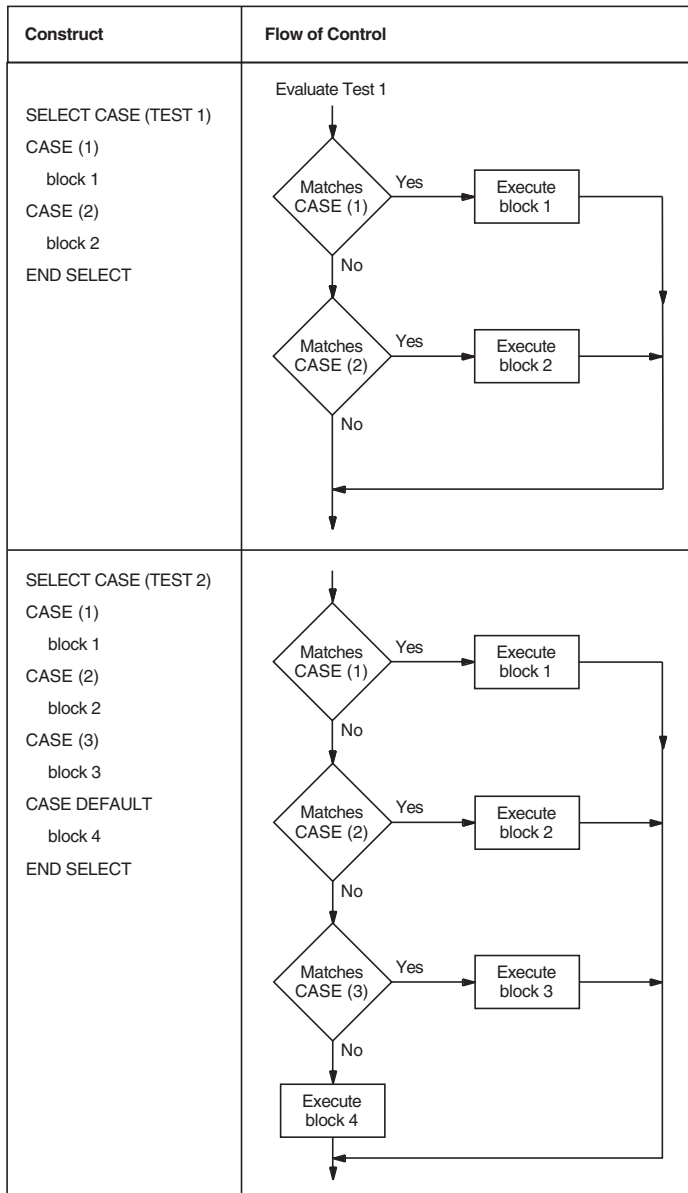 Construct
Flow of Control
SELECT CASE (TEST 1)
CASE (1)
block 1
CASE (2)
block 2
END SELECT
Evaluate Test 1
Matches
CASE (1)
Yes
Execute
block 1
No
Matches
CASE (2)
Yes
Execute
block 2
No
SELECT CASE (TEST 2)
CASE (1)
block 1
CASE (2)
block 2
CASE (3)
block 3
CASE DEFAULT
block 4
END SELECT
Matches
CASE (1)
Yes
Execute
block 1
No
Matches
CASE (2)
Yes
Execute
block 2
No
Matches
CASE (3)
Yes
Execute
block 3
No
Execute
block 4